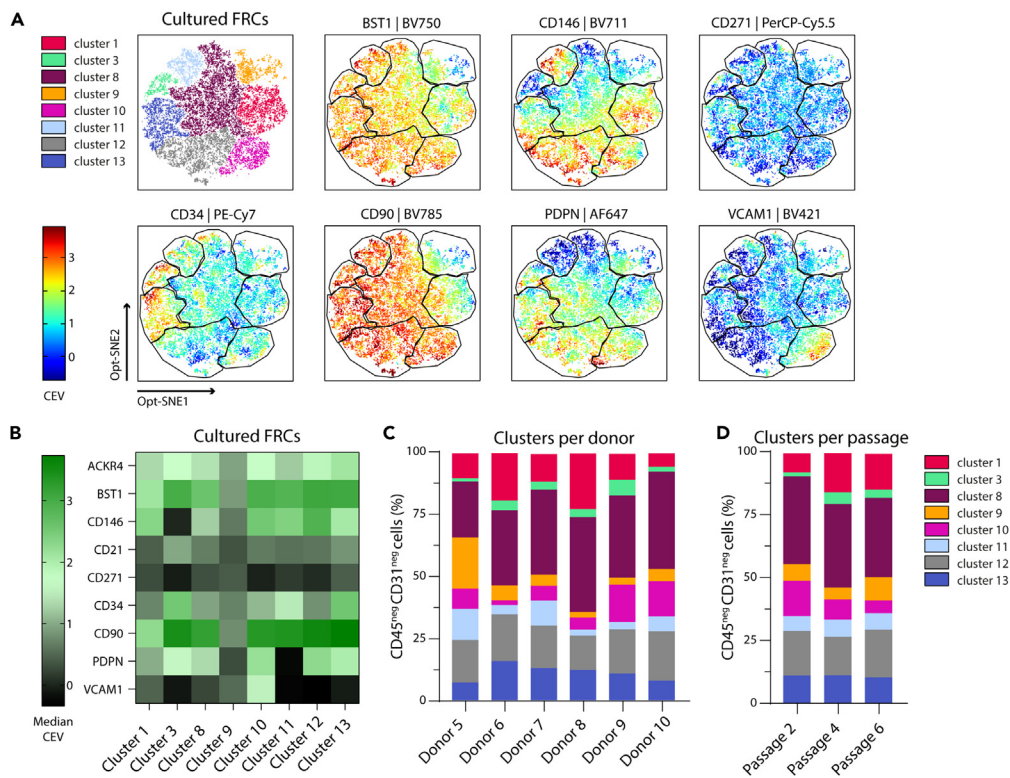 A
Cultured FRCs
BST1 | BV750
CD146 | BV711
CD271 | PerCP-Cy5.5
cluster 1
cluster 3
cluster 8
cluster 9
cluster 10
cluster 11
cluster 12
cluster 13
CD34 | PE-Cy7
CD90 | BV785
PDPN | AF647
VCAM1 | BV421
3
2
1
0
CEV
Opt-SNE2
Opt-SNE1
B
Cultured FRCs
ACKR4
BST1
CD146
CD21
CD271
CD34
CD90
PDPN
VCAM1
3
2
1
0
Median
CEV
Cluster 1
Cluster 3
Cluster 8
Cluster 9
Cluster 10
Cluster 11
Cluster 12
Cluster 13
C
Clusters per donor
CD45neg CD31neg cells (%)
100
75
50
25
0
Donor 5
Donor 6
Donor 7
Donor 8
Donor 9
Donor 10
D
Clusters per passage
CD45neg CD31neg cells (%)
100
75
50
25
0
Passage 2
Passage 4
Passage 6
cluster 1
cluster 3
cluster 8
cluster 9
cluster 10
cluster 11
cluster 12
cluster 13